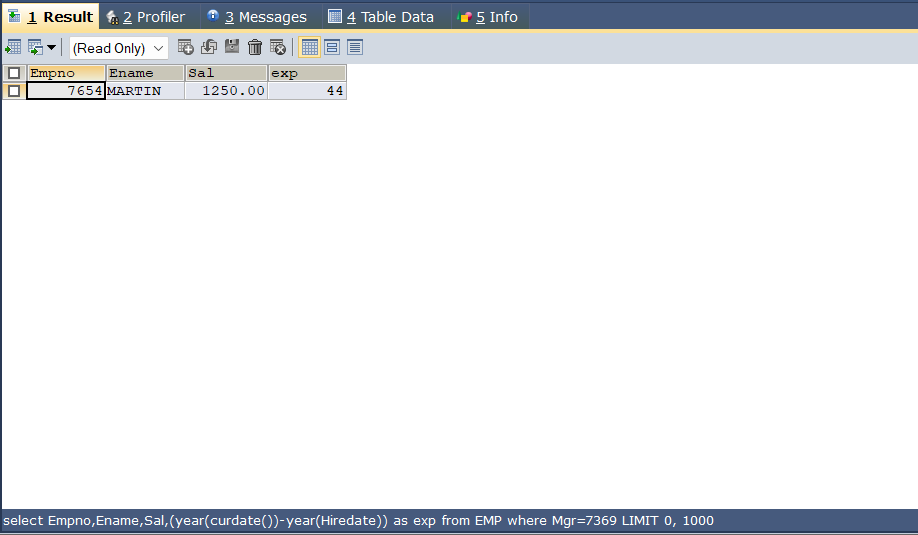 1 Result 2 Profiler 3 Messages 4 Table Data 5 Info
(Read Only)
Empno Ename Sal exp
7654 MARTIN 1250.00 44
select Empno,Ename,Sal,(year(curdate())-year(Hiredate)) as exp from EMP where Mgr=7369 LIMIT 0, 1000